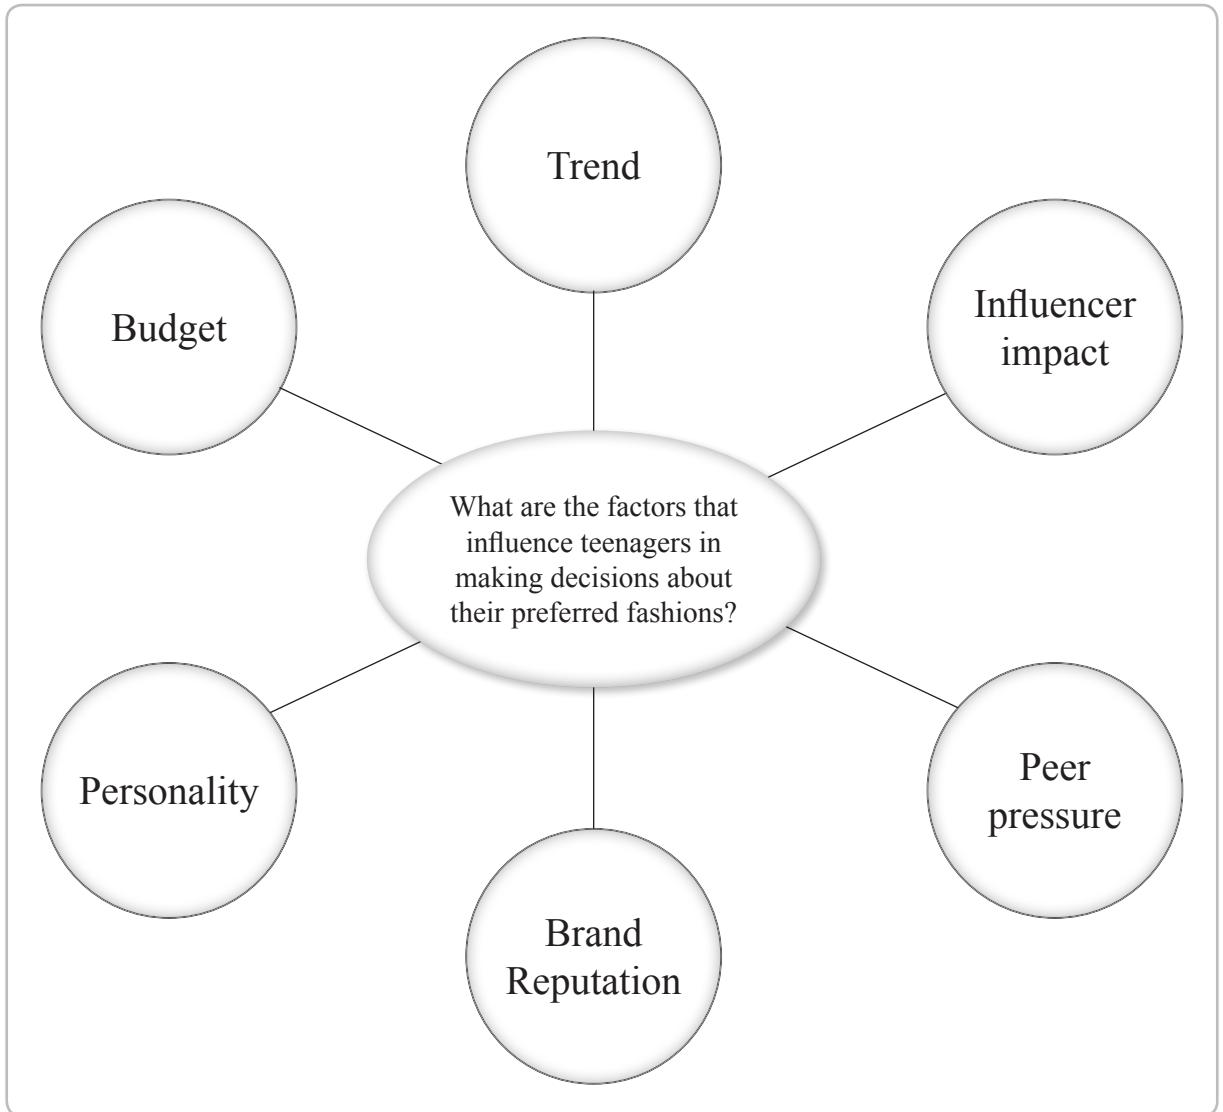 Trend
Budget
Influencer
impact
What are the factors that
influence teenagers in
making decisions about
their preferred fashions?
Personality
Peer
pressure
Brand
Reputation